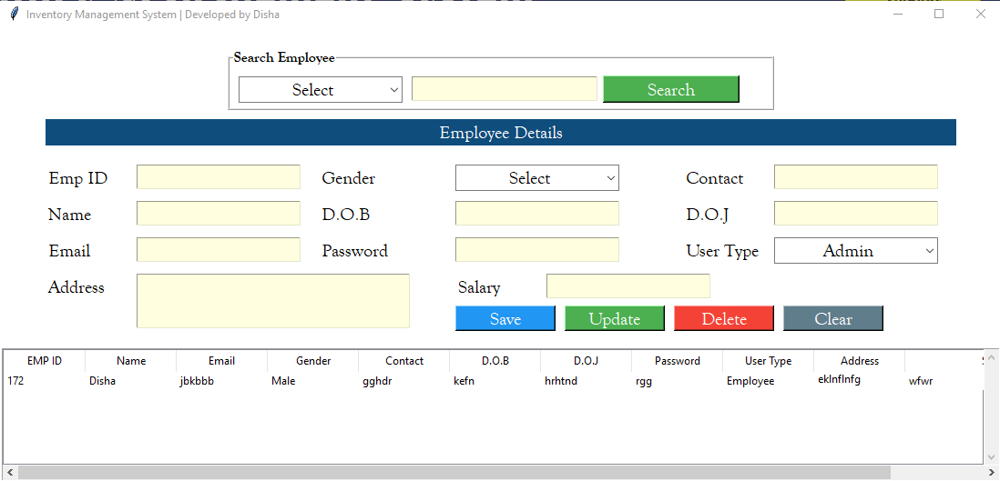 Inventory Management System | Developed by Disha
Search Employee
Select Search
Employee Details
Emp ID Gender Select Contact
Name D.O.B D.O.J
Email Password User Type Admin
Address Salary
Save Update Delete Clear
EMP ID Name Email Gender Contact D.O.B D.O.J Password User Type Address
172 Disha jbkbbb Male gghdr kefn hrhtnd rgg Employee eklnflnfg wfwr